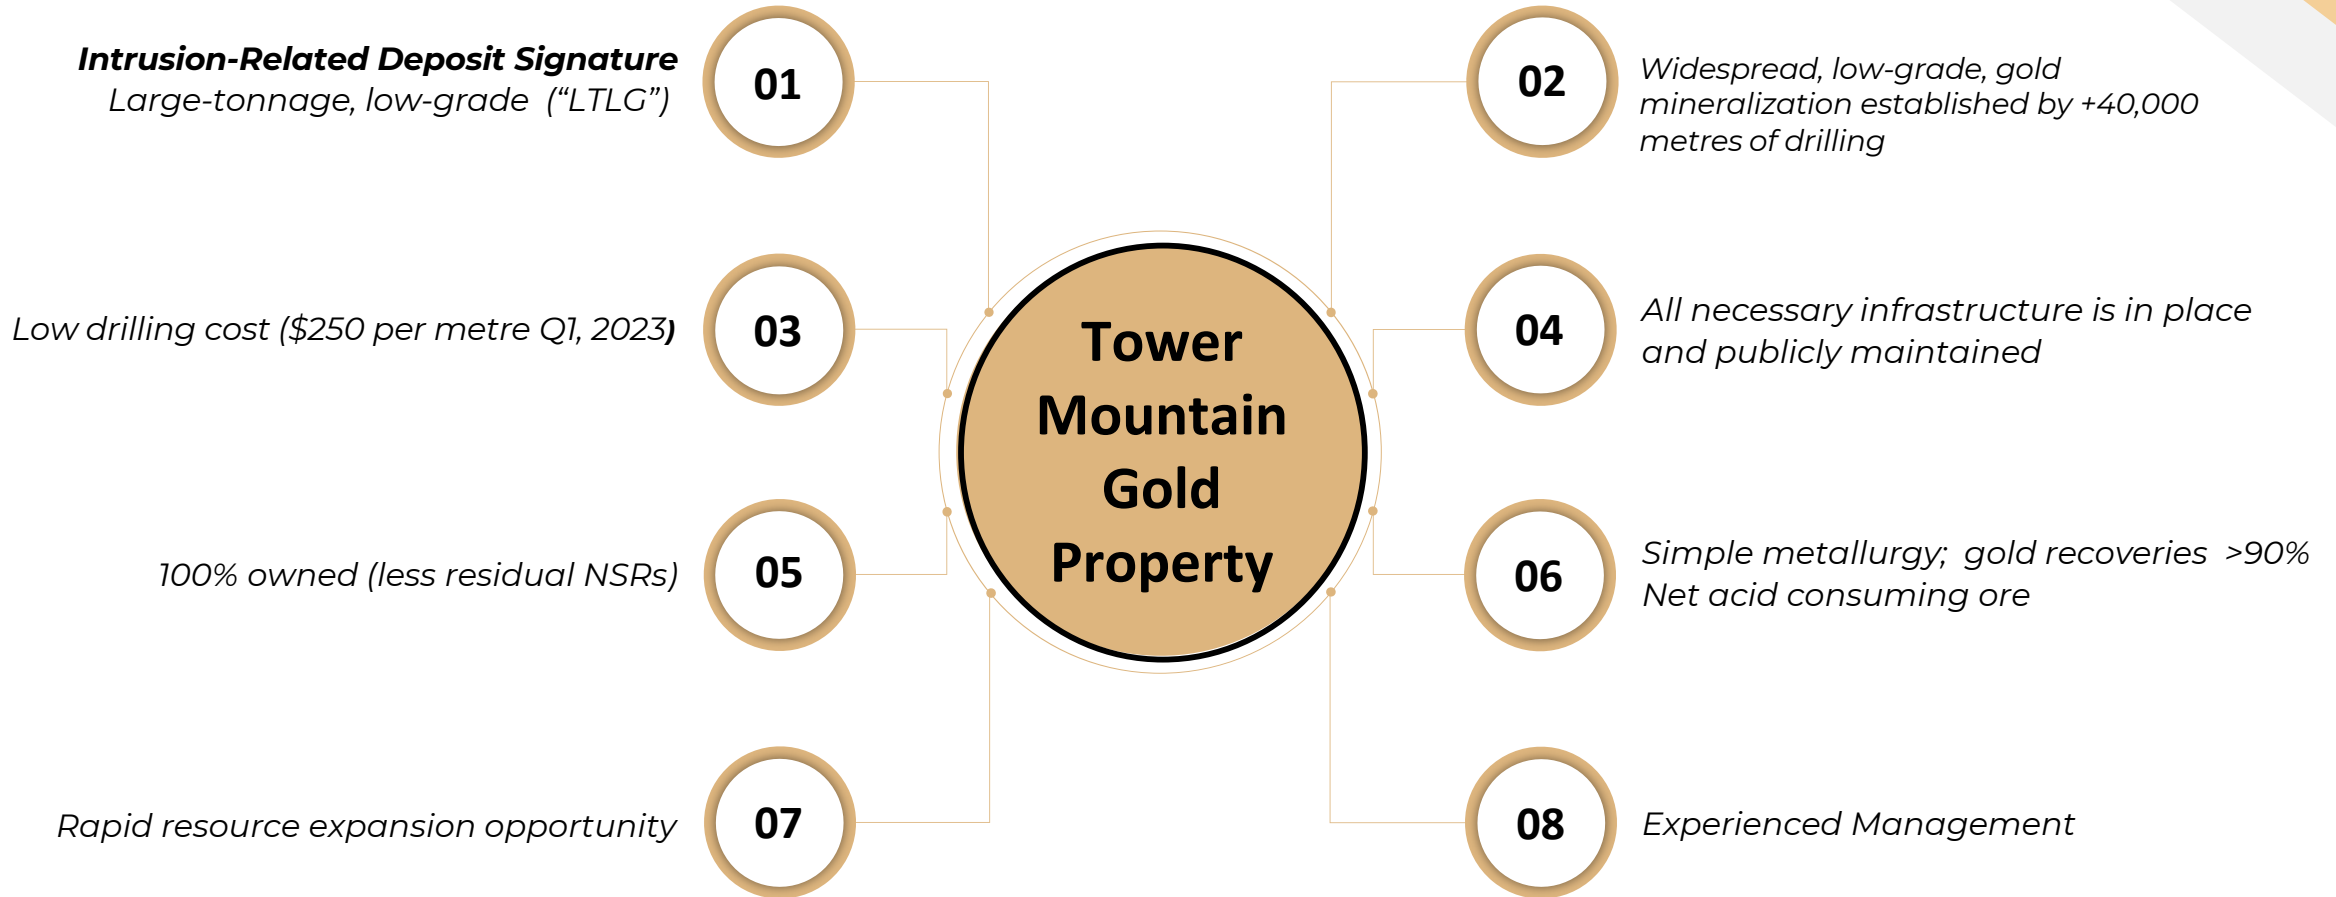 Intrusion-Related Deposit Signature
Large-tonnage, low-grade (“LTLG”)
01
02
Widespread, low-grade, gold
mineralization established by +40,000
metres of drilling
Low drilling cost ($250 per metre Q1, 2023)
03
04
All necessary infrastructure is in place
and publicly maintained
Tower
Mountain
Gold
Property
100% owned (less residual NSRs)
05
06
Simple metallurgy; gold recoveries >90%
Net acid consuming ore
Rapid resource expansion opportunity
07
08
Experienced Management